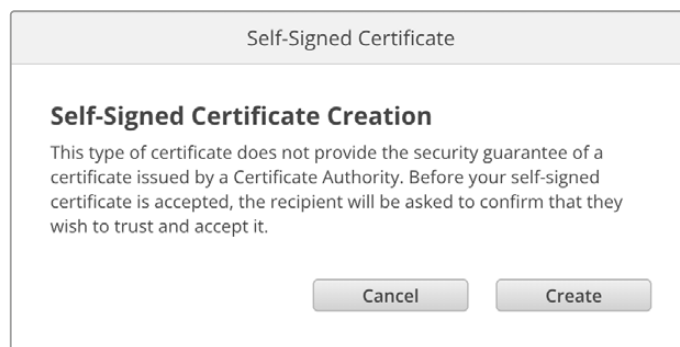 Self-Signed Certificate
Self-Signed Certificate Creation
This type of certificate does not provide the security guarantee of a
certificate issued by a Certificate Authority. Before your self-signed
certificate is accepted, the recipient will be asked to confirm that they
wish to trust and accept it.
Cancel Create